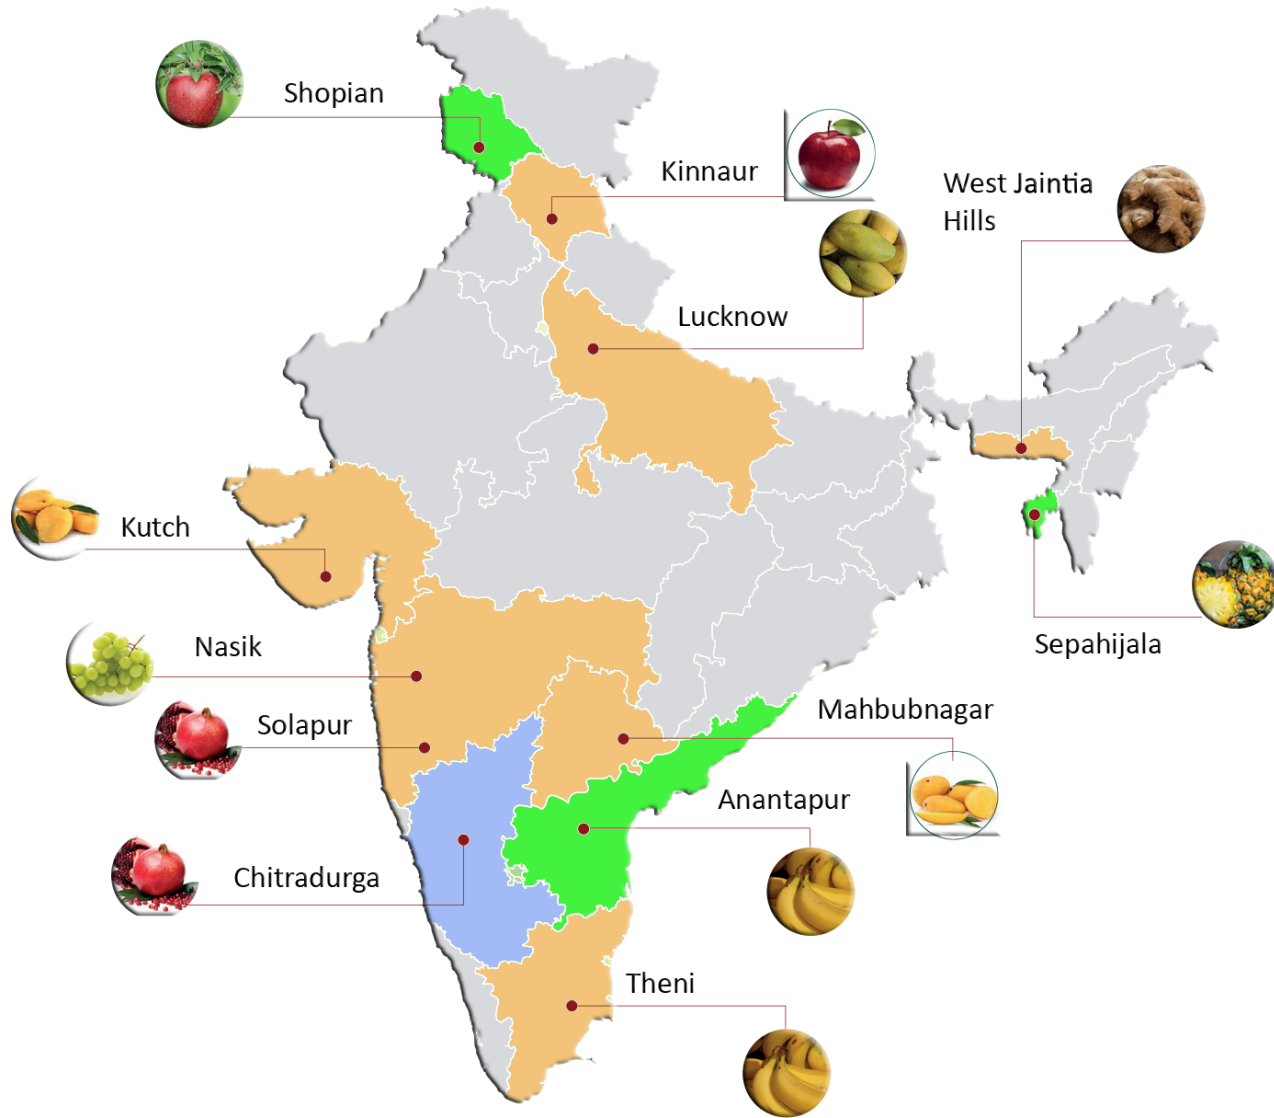 Shopian
Kinnaur
West Jaintia
Hills
Lucknow
Kutch
Nasik
Sepahijala
Solapur
Mahbubnagar
Anantapur
Chitradurga
Theni